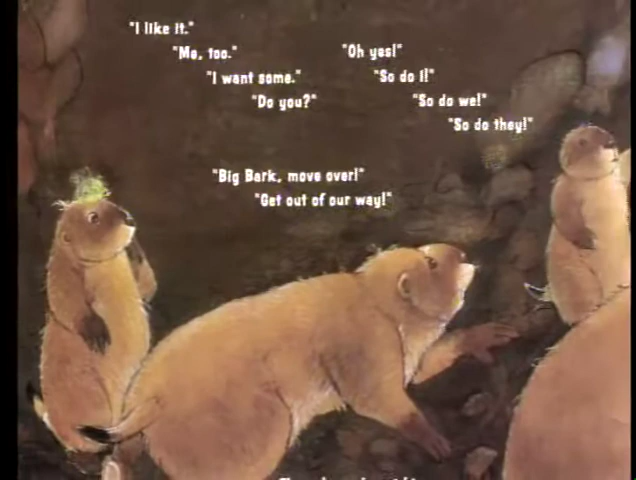 "I like it."
"Me, too."
"I want some."
"Do you?"
"Oh yes!"
"So do I!"
"So do we!"
"So do they!"
"Big Bark, move over!"
"Get out of our way!"